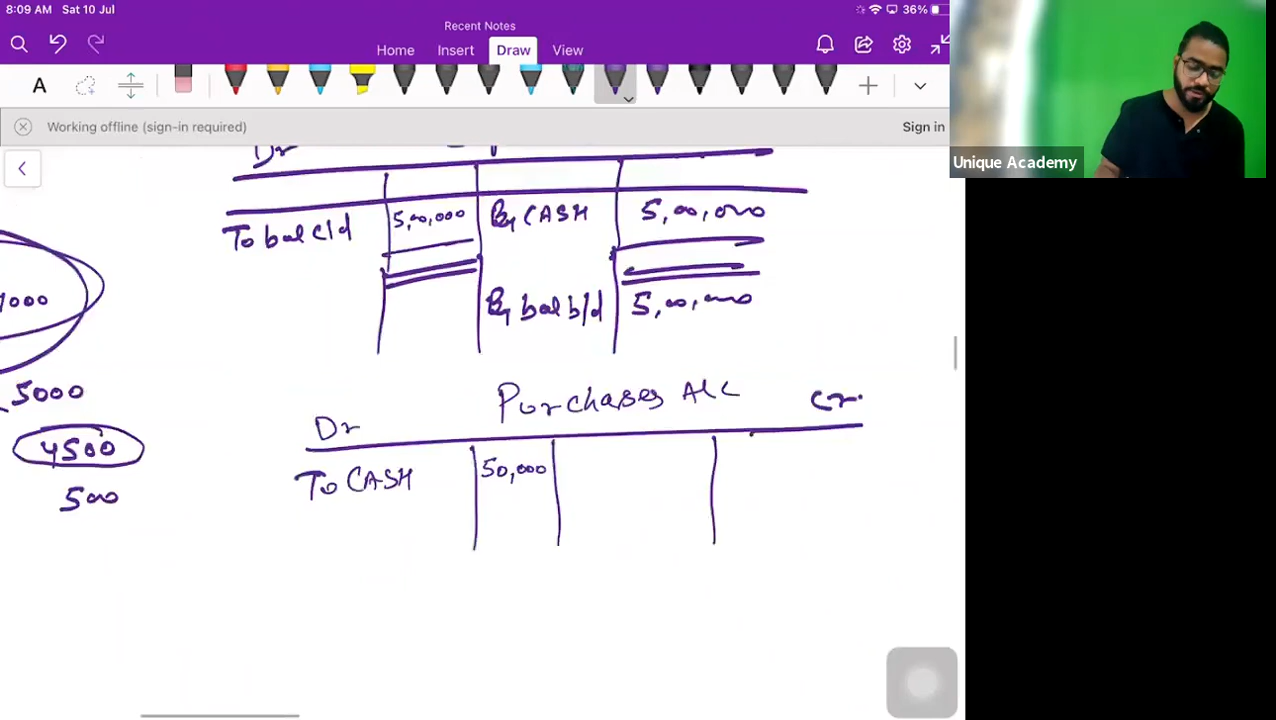 8:09 AM Sat 10 Jul
36%
Recent Notes
Home Insert Draw View
A
Working offline (sign-in required)
Sign in
Unique Academy
Dr
To bal c/d 5,00,000 By CASH 5,00,000
By bal b/d 5,00,000
000
5000
4500
500
Purchases A/C
Dr Cr.
To CASH 50,000